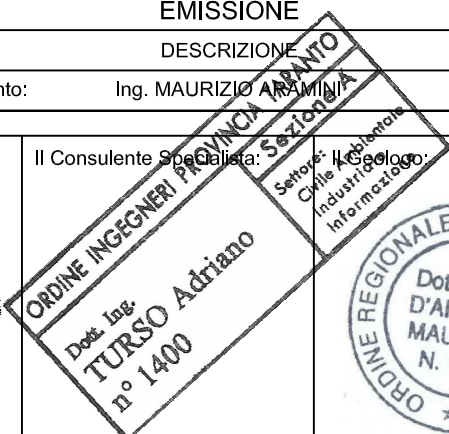 EMISSIONE
DESCRIZIONE
nto: Ing. MAURIZIO ARAMINI
Il Consulente Specialista:
Il Geologo:
ORDINE INGEGNERI PROVINCIA TARANTO
Sezione A
Settore:
Civile Ambientale
Industriale
Informazione
Dott. Ing.
TURSO Adriano
n° 1400
ORDINE REGIONALE
Dot
D'A
MAU
N.